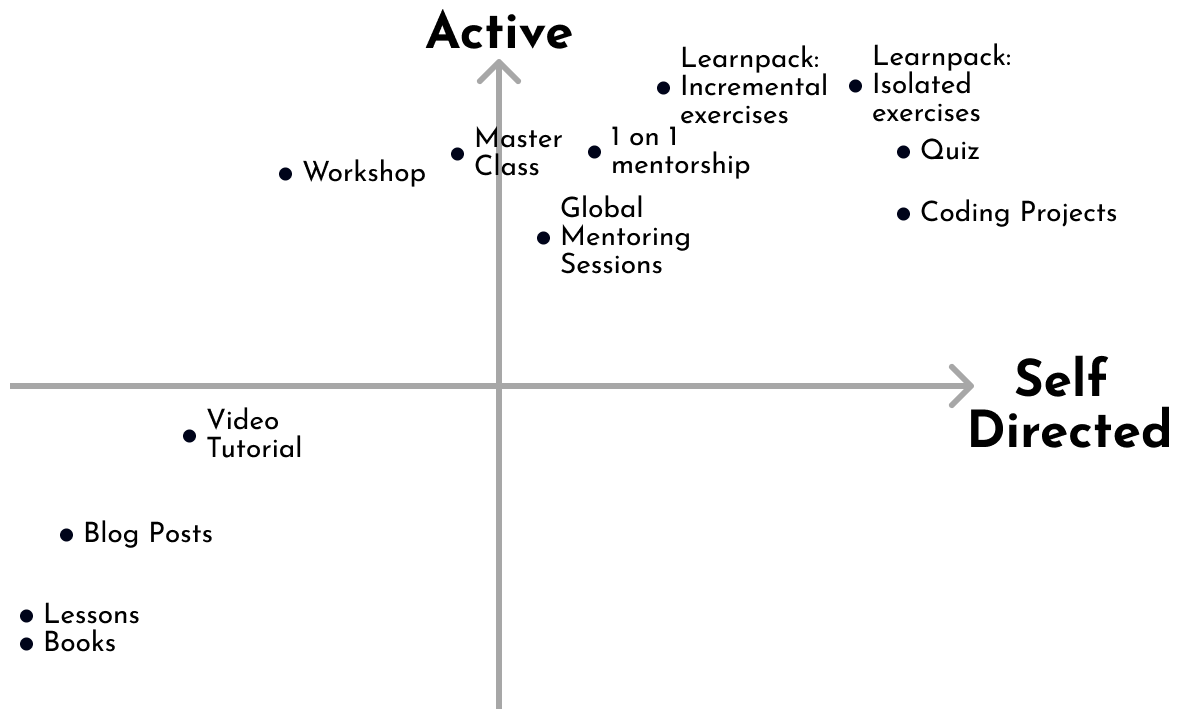 Active
Learnpack:
Incremental
exercises
Learnpack:
Isolated
exercises
Master
Class
1 on 1
mentorship
Quiz
Workshop
Global
Mentoring
Sessions
Coding Projects
Self
Directed
Video
Tutorial
Blog Posts
Lessons
Books